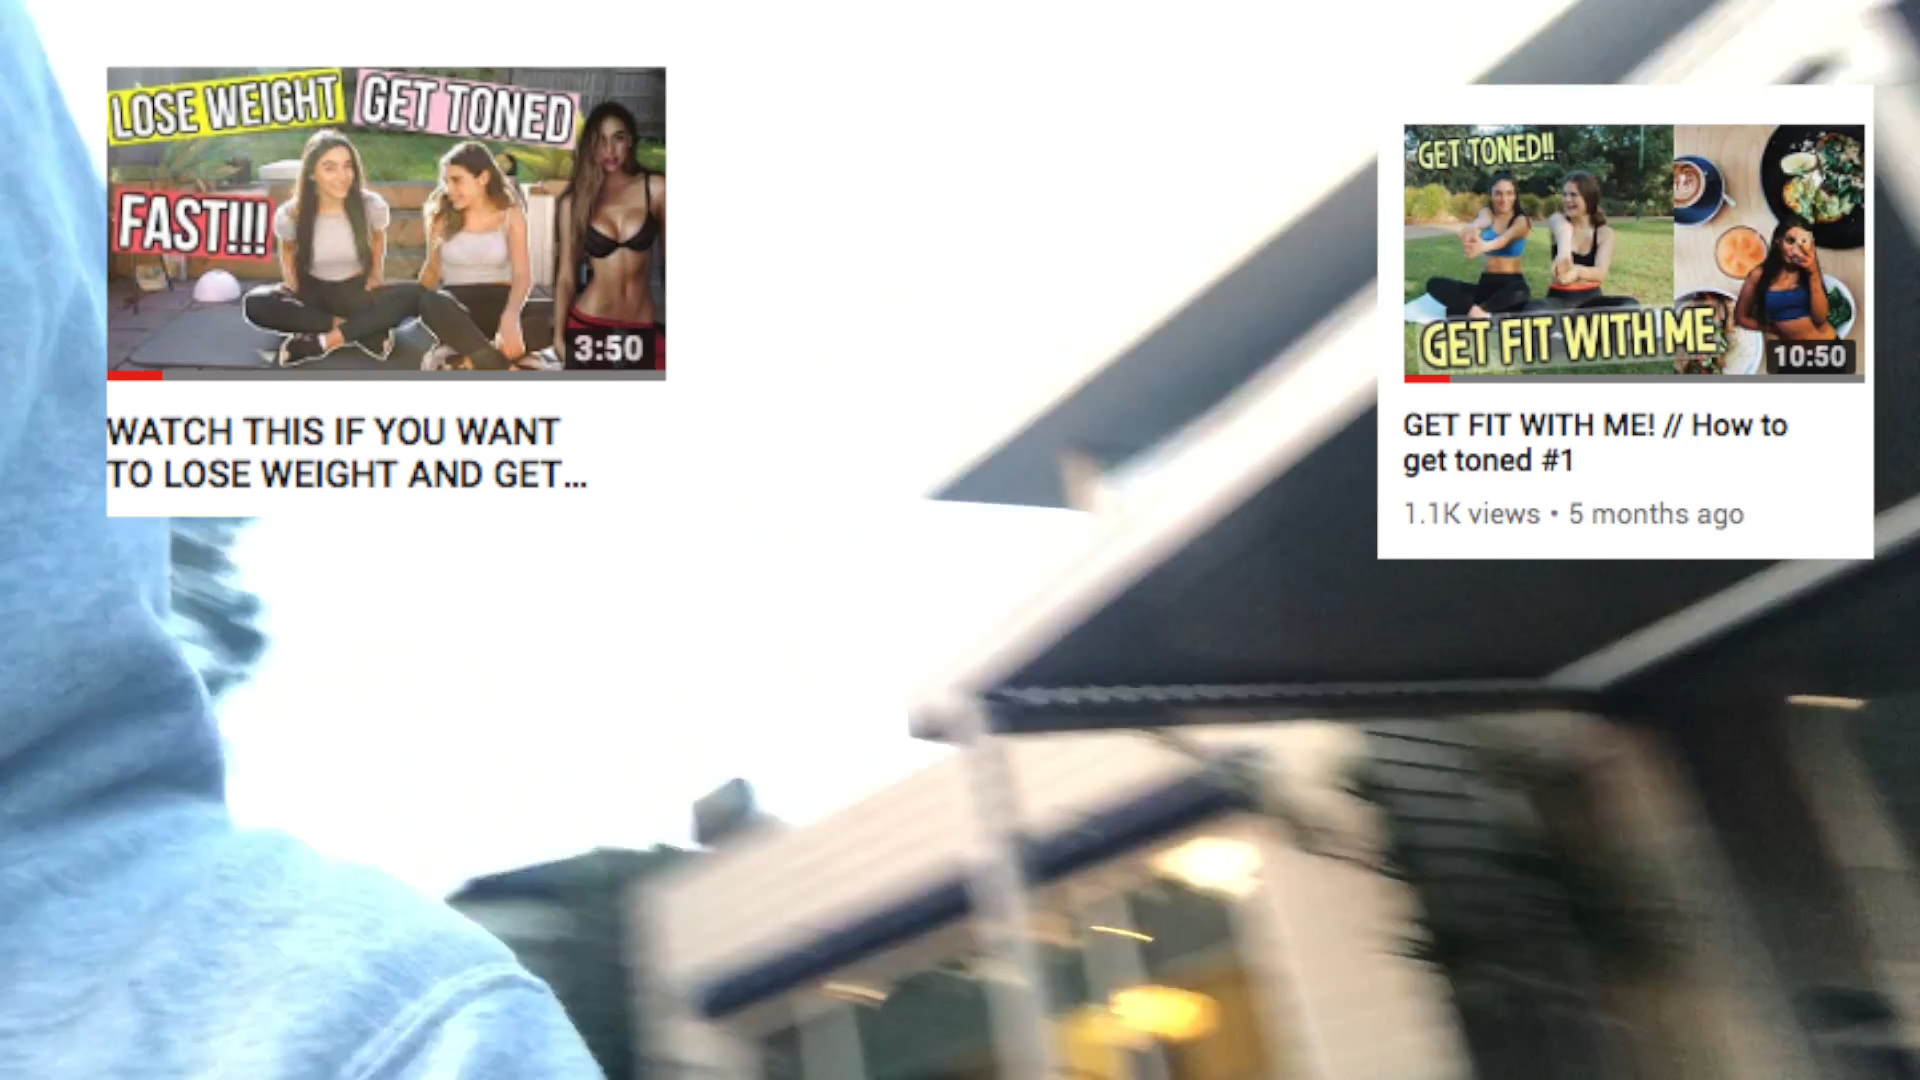 LOSE WEIGHT GET TONED
FAST!!!
3:50
WATCH THIS IF YOU WANT
TO LOSE WEIGHT AND GET...
GET TONED!!
GET FIT WITH ME
10:50
GET FIT WITH ME! // How to
get toned #1
1.1K views • 5 months ago